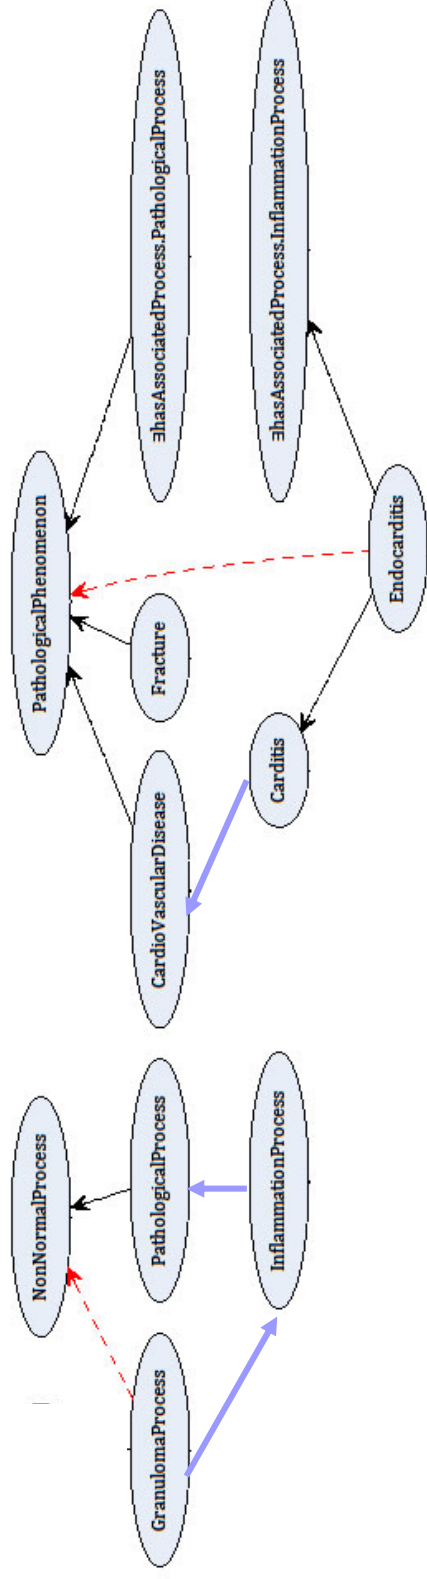 NonNormalProcess
PathologicalPhenomenon
GranulomaProcess
PathologicalProcess
CardioVascularDisease
Fracture
∃hasAssociatedProcess.PathologicalProcess
InflammationProcess
Carditis
∃hasAssociatedProcess.InflammationProcess
Endocarditis